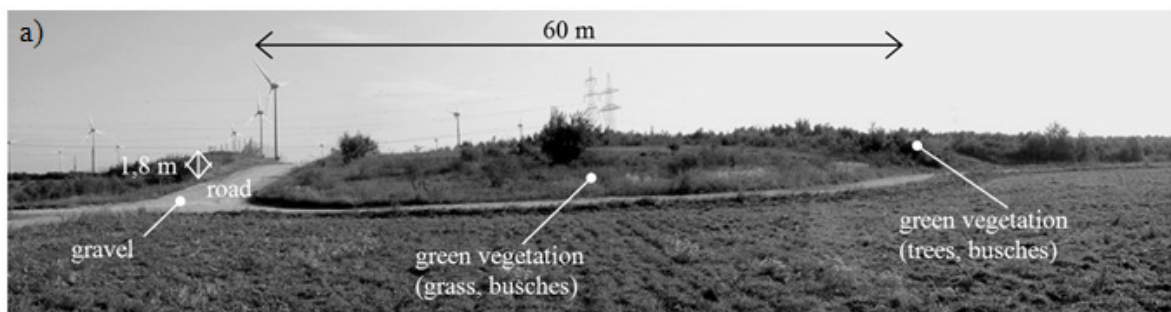 a)
60 m
1,8 m
road
gravel
green vegetation
(grass, busches)
green vegetation
(trees, busches)